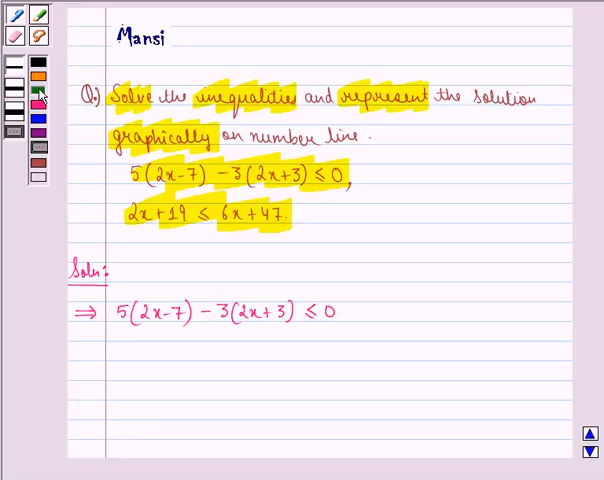 Mansi
Q.) Solve the inequalities and represent the solution
graphically on number line.
5(2x-7) - 3(2x+3) ≤ 0,
2x+19 ≤ 6x+47.
Soln:
⇒ 5(2x-7) - 3(2x+3) ≤ 0